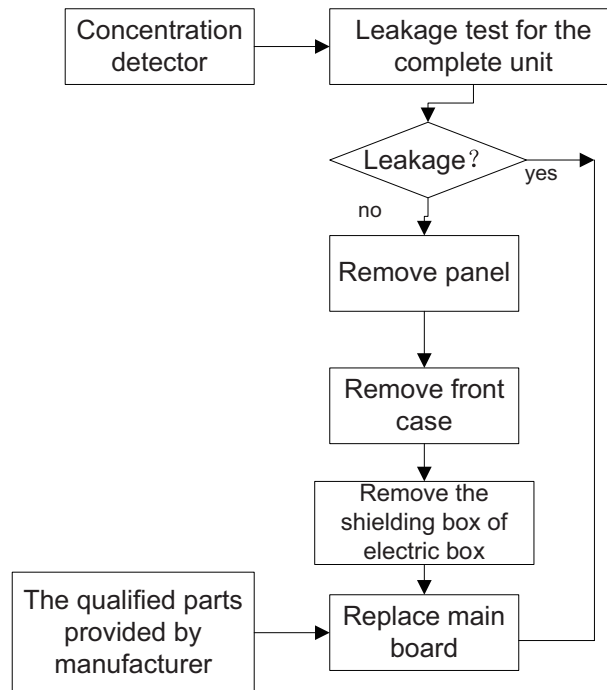 Concentration
detector
Leakage test for the
complete unit
Leakage？
yes
no
Remove panel
Remove front
case
Remove the
shielding box of
electric box
The qualified parts
provided by
manufacturer
Replace main
board